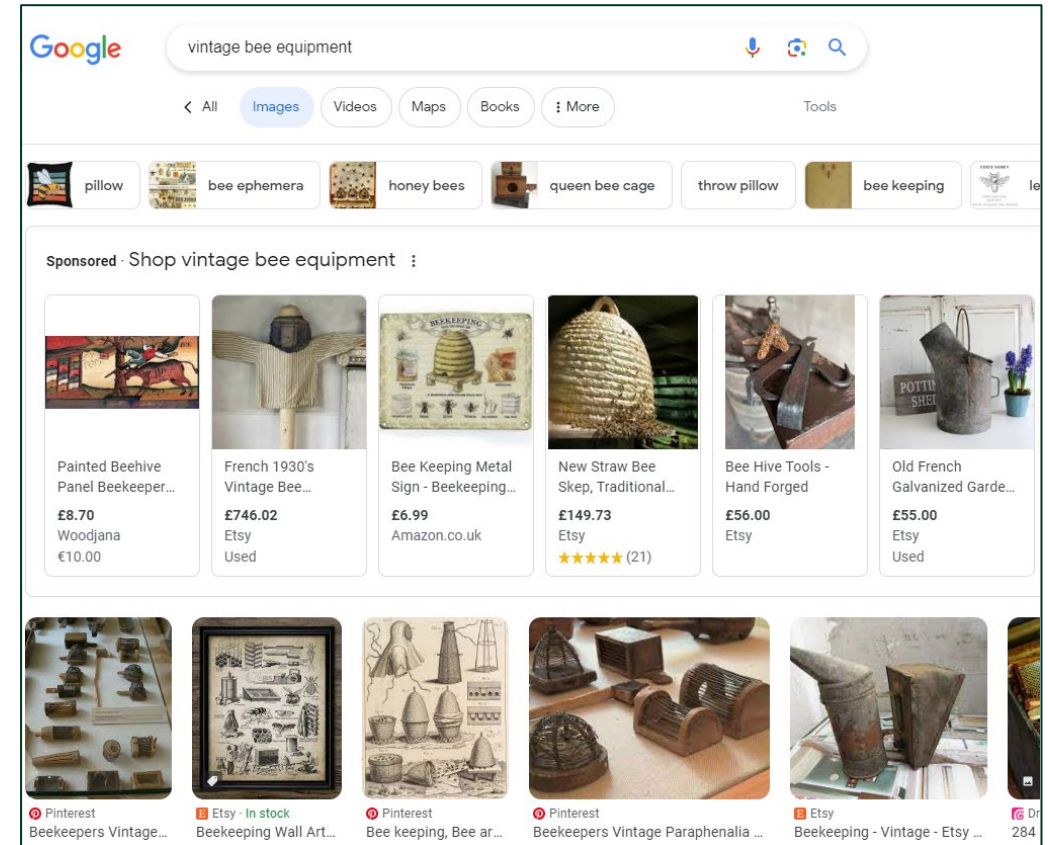 Google vintage bee equipment
All Images Videos Maps Books More Tools
pillow bee ephemera honey bees queen bee cage throw pillow bee keeping le
Sponsored · Shop vintage bee equipment
BEEKEEPING
POTTIN
SHED
Painted Beehive
Panel Beekeeper...
£8.70
Woodjana
€10.00
French 1930's
Vintage Bee...
£746.02
Etsy
Used
Bee Keeping Metal
Sign - Beekeeping...
£6.99
Amazon.co.uk
New Straw Bee
Skep, Traditional...
£149.73
Etsy
(21)
Bee Hive Tools -
Hand Forged
£56.00
Etsy
Old French
Galvanized Garde...
£55.00
Etsy
Used
Pinterest
Beekeepers Vintage...
Etsy · In stock
Beekeeping Wall Art...
Pinterest
Bee keeping, Bee ar...
Pinterest
Beekeepers Vintage Paraphenalia ...
Etsy
Beekeeping - Vintage - Etsy ...
Dr
284